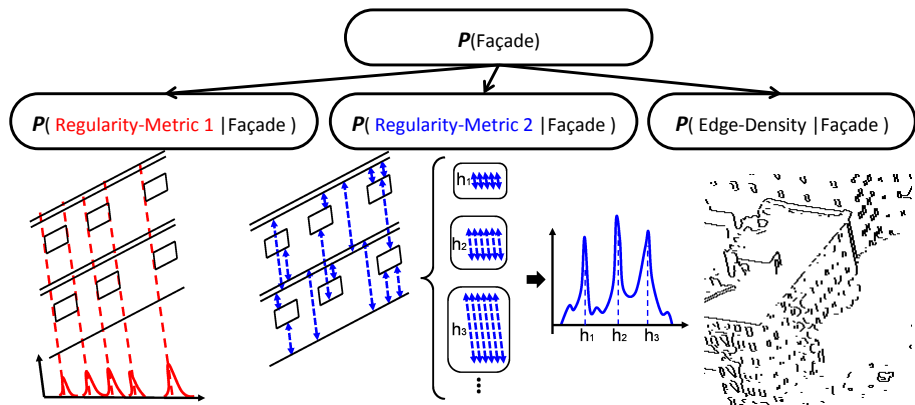 P(Façade)
P( Regularity-Metric 1 |Façade )
P( Regularity-Metric 2 |Façade )
P( Edge-Density |Façade )
h₁
h₂
h₃
h₁ h₂ h₃